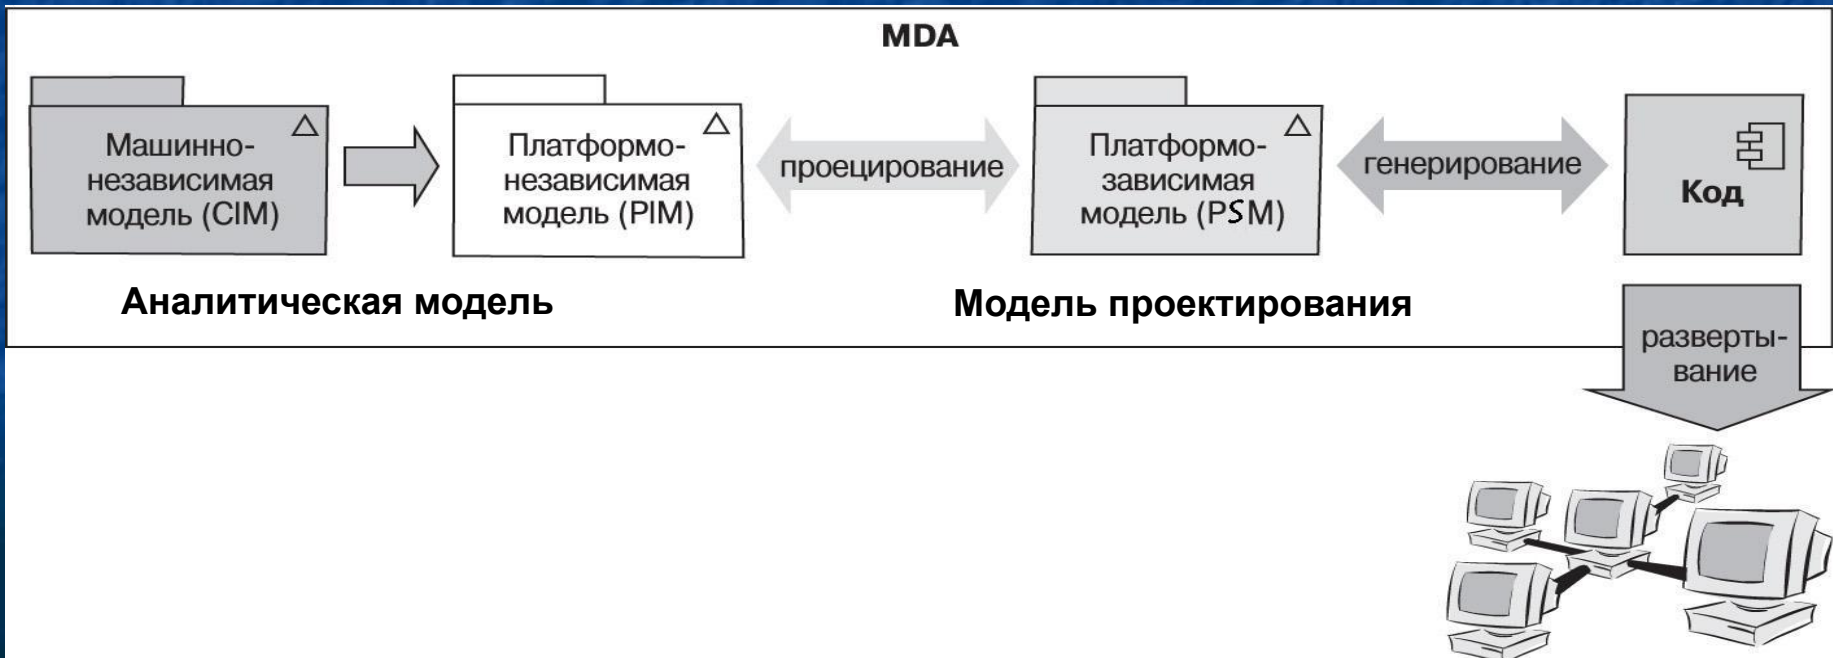 MDA
Машинно-
независимая
модель (CIM)
Платформо-
независимая
модель (PIM)
проецирование
Платформо-
зависимая
модель (PSM)
генерирование
Код
Аналитическая модель
Модель проектирования
разверты-
вание